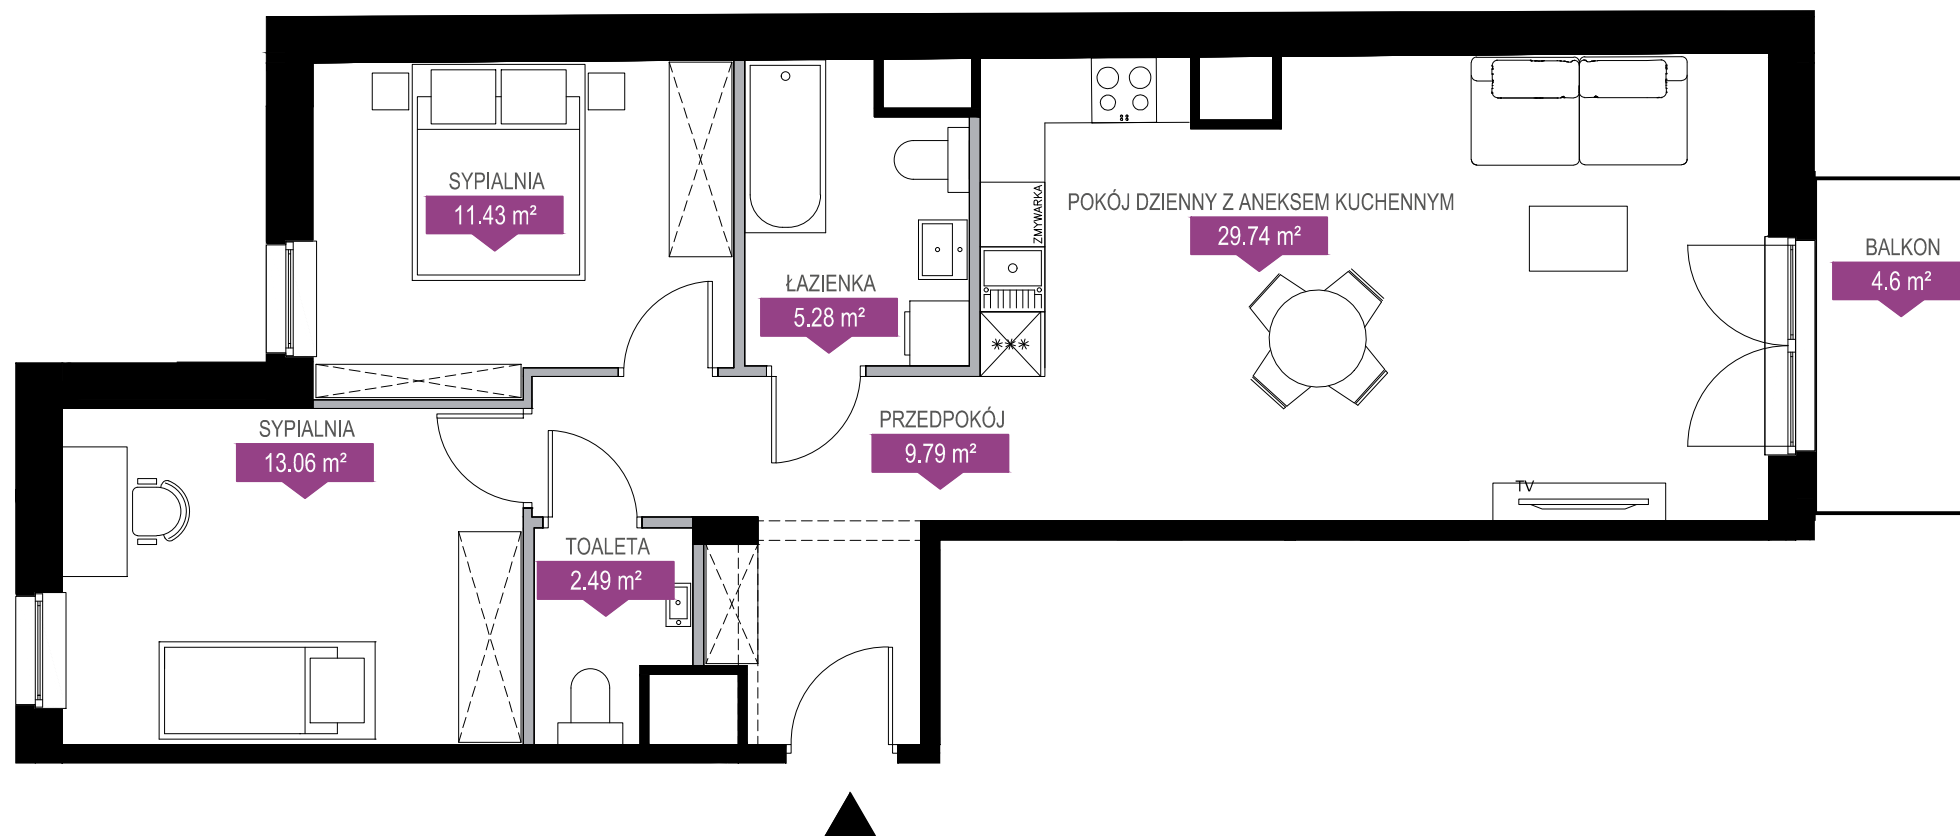 SYPIALNIA
11.43 m²
ŁAZIENKA
5.28 m²
ZMYWARKA
POKÓJ DZIENNY Z ANEKSEM KUCHENNYM
29.74 m²
BALKON
4.6 m²
SYPIALNIA
13.06 m²
PRZEDPOKÓJ
9.79 m²
TV
TOALETA
2.49 m²